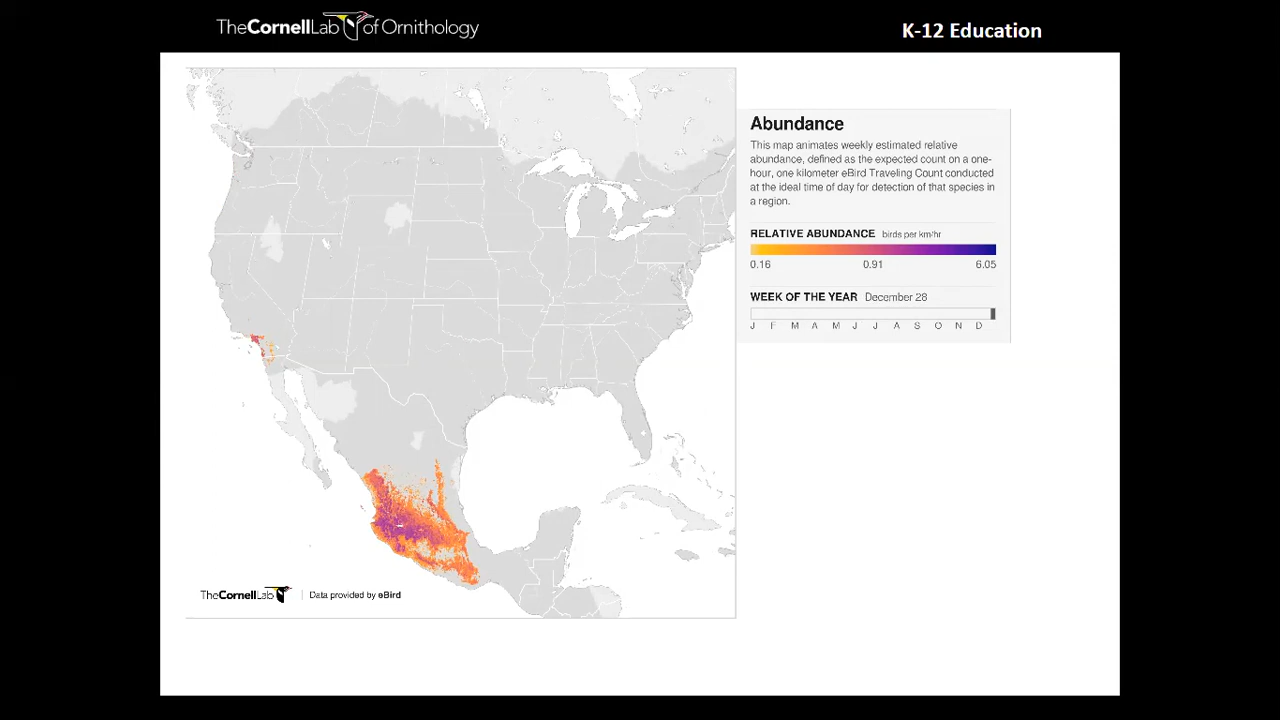 TheCornellLab of Ornithology
K-12 Education
Abundance
This map animates weekly estimated relative
abundance, defined as the expected count on a one-
hour, one kilometer eBird Traveling Count conducted
at the ideal time of day for detection of that species in
a region.
RELATIVE ABUNDANCE birds per km/hr
0.16 0.91 6.05
WEEK OF THE YEAR December 28
J F M A M J J A S O N D
TheCornellLab Data provided by eBird